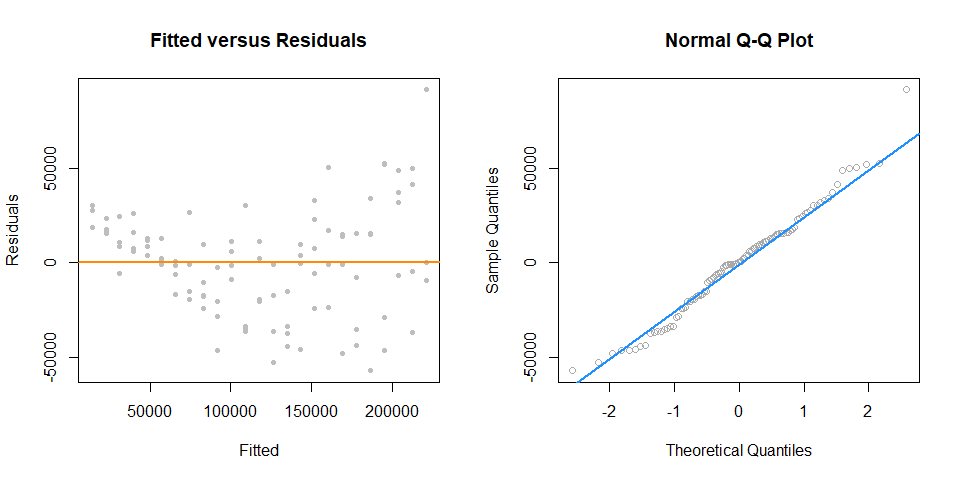 Fitted versus Residuals
Residuals
50000
0
-50000
50000
100000
150000
200000
Fitted
Normal Q-Q Plot
Sample Quantiles
50000
0
-50000
-2
-1
0
1
2
Theoretical Quantiles